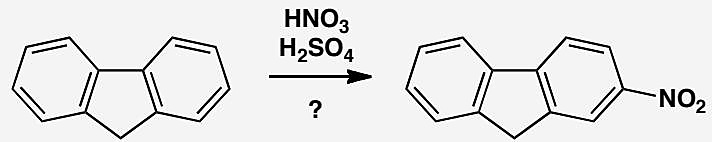 HNO₃
H₂SO₄
?
NO₂